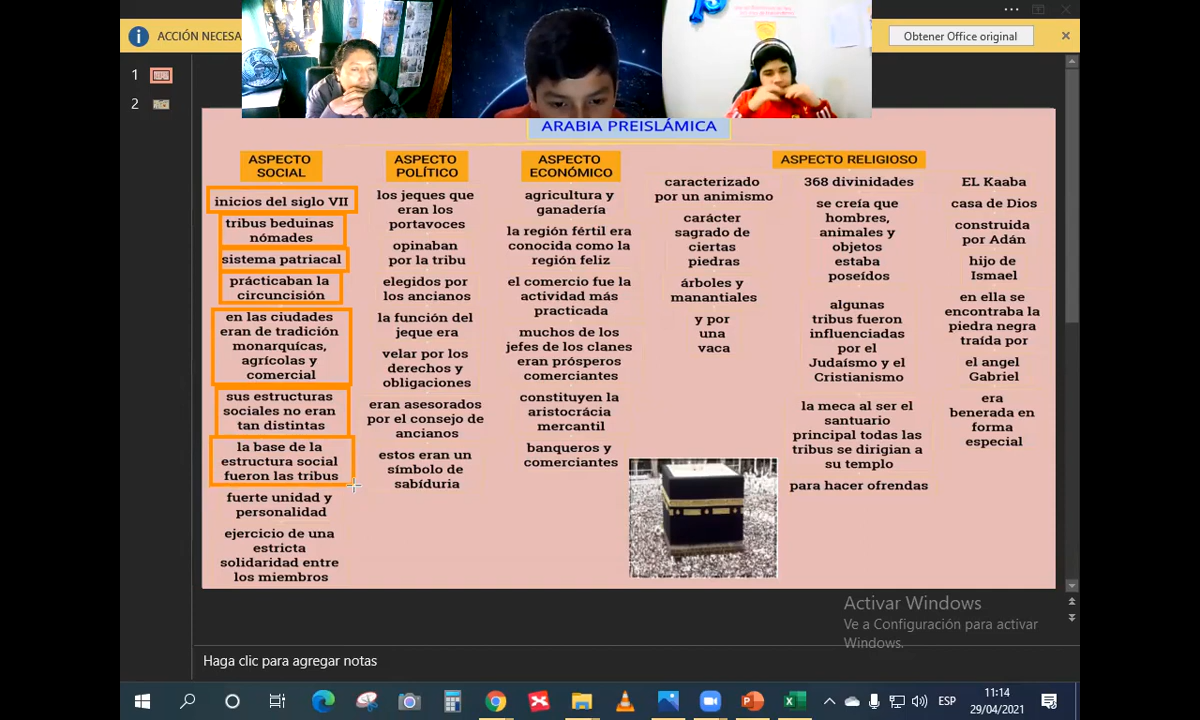 ACCIÓN NECESA
Obtener Office original
1
2
ARABIA PREISLÁMICA
ASPECTO
SOCIAL
inicios del siglo VII
tribus beduinas
nómades
sistema patriacal
prácticaban la
circuncisión
en las ciudades
eran de tradición
monarquícas,
agrícolas y
comercial
sus estructuras
sociales no eran
tan distintas
la base de la
estructura social
fueron las tribus
fuerte unidad y
personalidad
ejercicio de una
estricta
solidaridad entre
los miembros
ASPECTO
POLÍTICO
los jeques que
eran los
portavoces
opinaban
por la tribu
elegidos por
los ancianos
la función del
jeque era
velar por los
derechos y
obligaciones
eran asesorados
por el consejo de
ancianos
estos eran un
símbolo de
sabíduria
ASPECTO
ECONÓMICO
agricultura y
ganadería
la región fértil era
conocida como la
región feliz
el comercio fue la
actividad más
practicada
muchos de los
jefes de los clanes
eran prósperos
comerciantes
constituyen la
aristocrácia
mercantil
banqueros y
comerciantes
ASPECTO RELIGIOSO
caracterizado
por un animismo
carácter
sagrado de
ciertas
piedras
árboles y
manantiales
y por
una
vaca
368 divinidades
se creía que
hombres,
animales y
objetos
estaba
poseídos
algunas
tribus fueron
influenciadas
por el
Judaísmo y el
Cristianismo
la meca al ser el
santuario
principal todas las
tribus se dirigian a
su templo
para hacer ofrendas
EL Kaaba
casa de Dios
construida
por Adán
hijo de
Ismael
en ella se
encontraba la
piedra negra
traída por
el angel
Gabriel
era
benerada en
forma
especial
Activar Windows
Ve a Configuración para activar
Windows.
Haga clic para agregar notas
ESP
11:14
29/04/2021